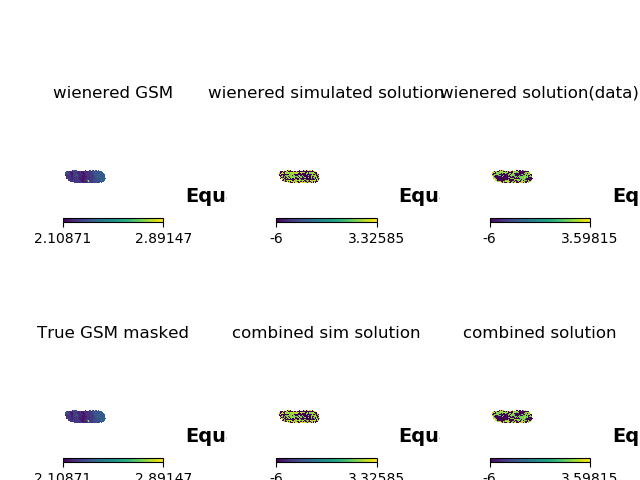 wienered GSM
wienered simulated solution
wienered solution(data)
Equ
Equ
Eq
2.10871 2.89147
-6 3.32585
-6 3.59815
True GSM masked
combined sim solution
combined solution
Equ
Equ
Eq
2.10871 2.89147
-6 3.32585
-6 3.59815